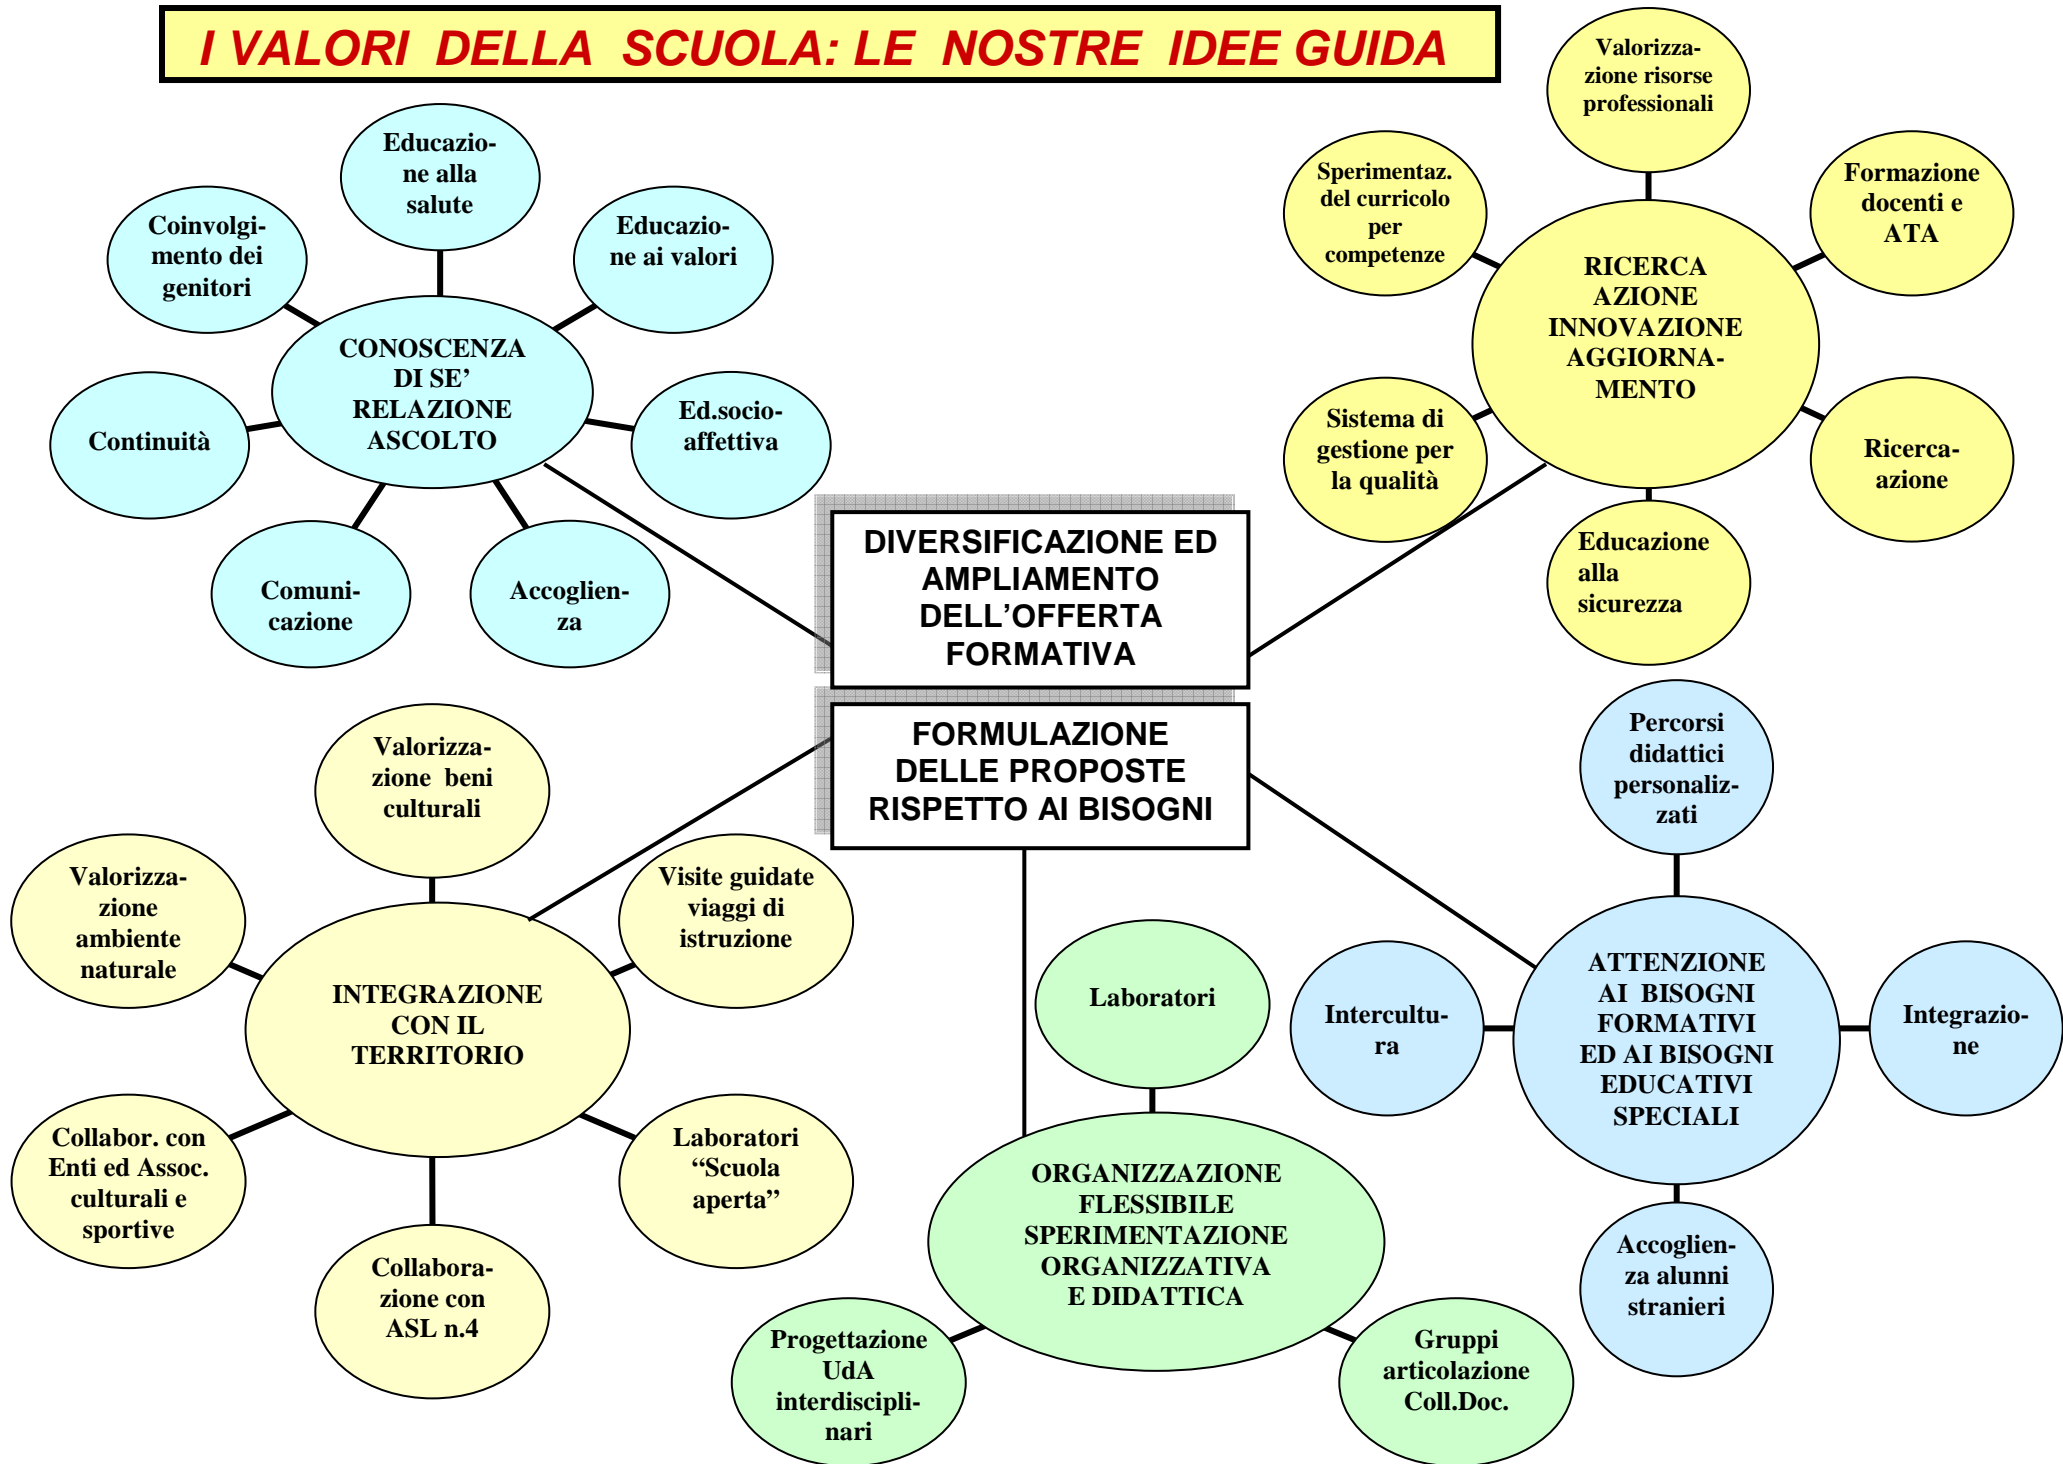 I VALORI DELLA SCUOLA: LE NOSTRE IDEE GUIDA
Educazio-
ne alla
salute
Coinvolgi-
mento dei
genitori
Educazio-
ne ai valori
CONOSCENZA
DI SE’
RELAZIONE
ASCOLTO
Continuità
Ed.socio-
affettiva
Comuni-
cazione
Accoglien-
za
Valorizza-
zione risorse
professionali
Sperimentaz.
del curricolo
per
competenze
Formazione
docenti e
ATA
RICERCA
AZIONE
INNOVAZIONE
AGGIORNA-
MENTO
Sistema di
gestione per
la qualità
Ricerca-
azione
Educazione
alla
sicurezza
DIVERSIFICAZIONE ED
AMPLIAMENTO
DELL’OFFERTA
FORMATIVA
FORMULAZIONE
DELLE PROPOSTE
RISPETTO AI BISOGNI
Valorizza-
zione beni
culturali
Valorizza-
zione
ambiente
naturale
Visite guidate
viaggi di
istruzione
INTEGRAZIONE
CON IL
TERRITORIO
Collabor. con
Enti ed Assoc.
culturali e
sportive
Laboratori
“Scuola
aperta”
Collabora-
zione con
ASL n.4
Laboratori
ORGANIZZAZIONE
FLESSIBILE
SPERIMENTAZIONE
ORGANIZZATIVA
E DIDATTICA
Progettazione
UdA
interdiscipli-
nari
Gruppi
articolazione
Coll.Doc.
Percorsi
didattici
personaliz-
zati
Intercultu-
ra
ATTENZIONE
AI BISOGNI
FORMATIVI
ED AI BISOGNI
EDUCATIVI
SPECIALI
Integrazio-
ne
Accoglien-
za alunni
stranieri